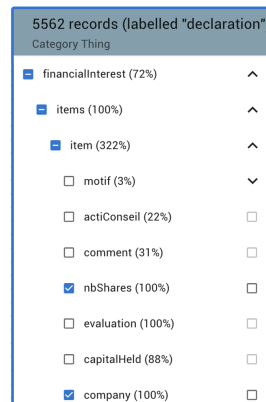 5562 records (labelled "declaration"
Category Thing
financialInterest (72%)
items (100%)
item (322%)
motif (3%)
actiConseil (22%)
comment (31%)
nbShares (100%)
evaluation (100%)
capitalHeld (88%)
company (100%)